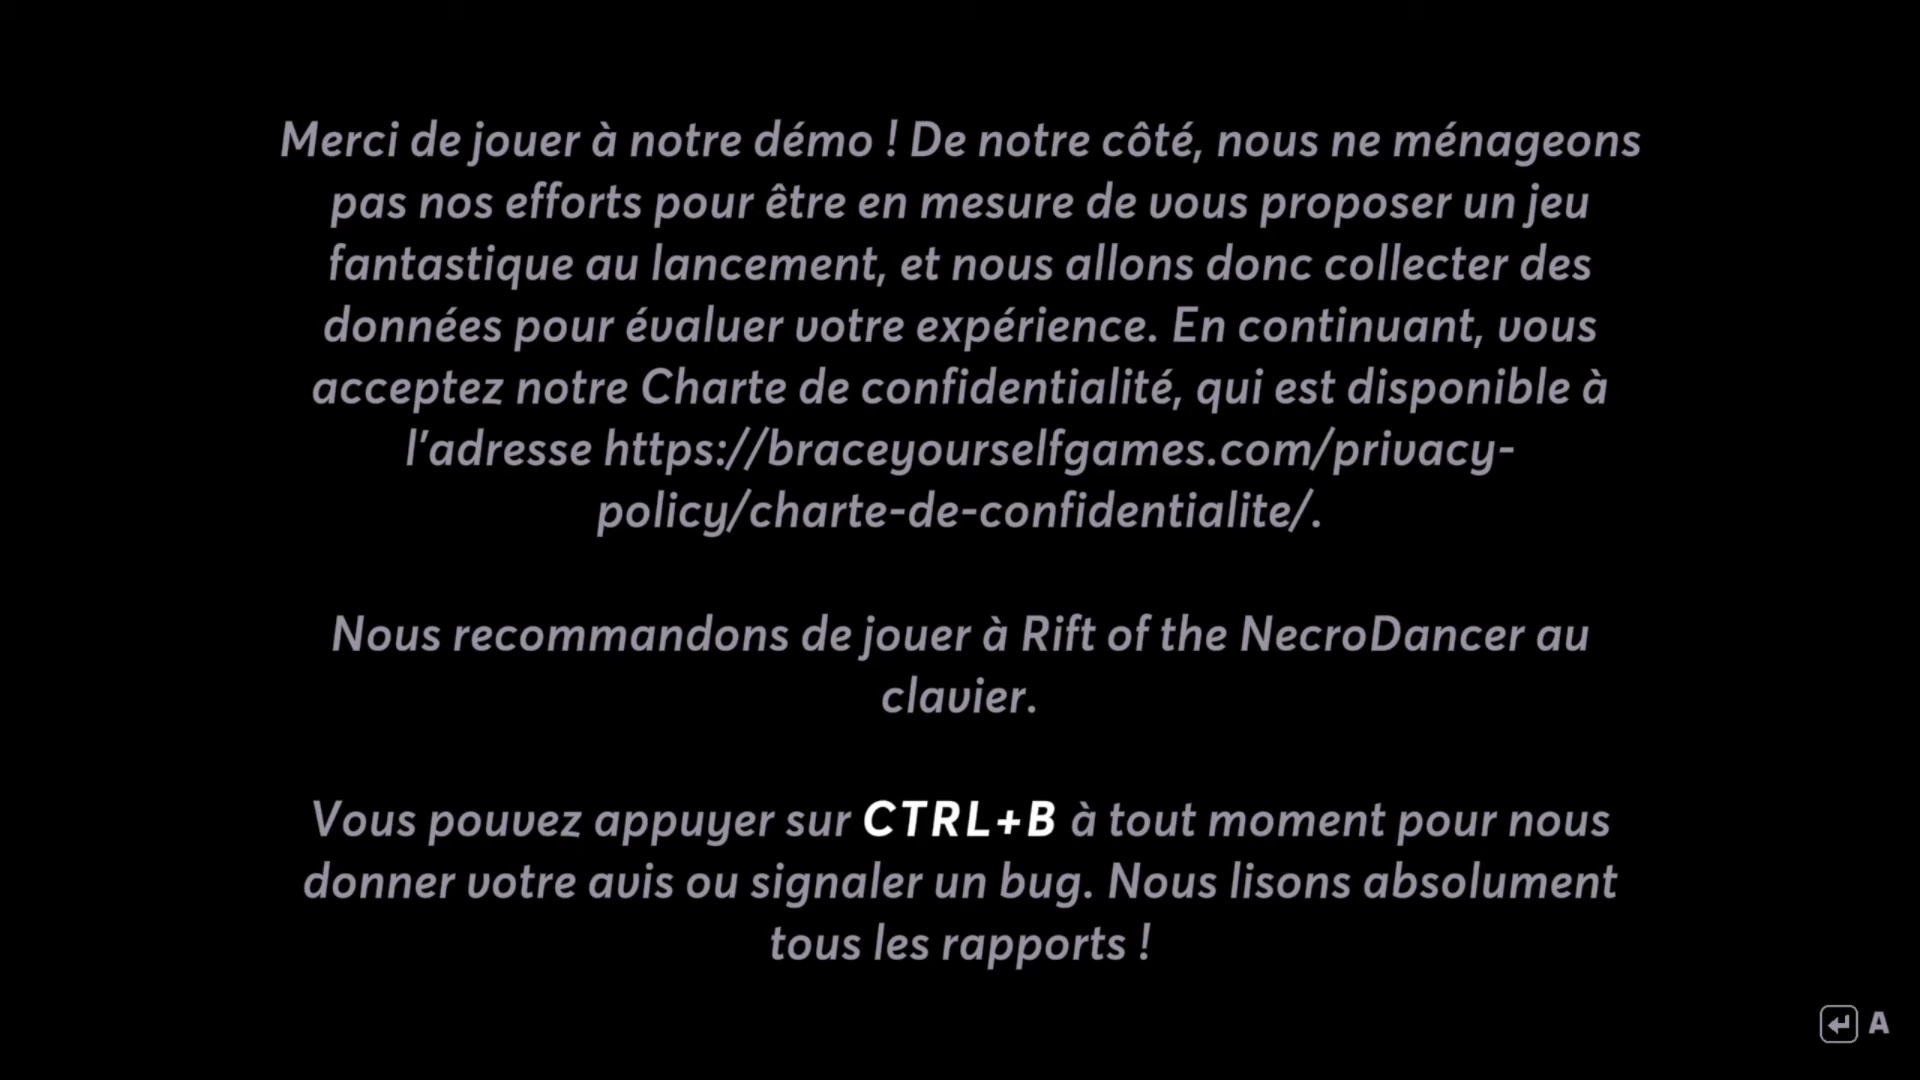 Merci de jouer à notre démo ! De notre côté, nous ne ménageons
pas nos efforts pour être en mesure de vous proposer un jeu
fantastique au lancement, et nous allons donc collecter des
données pour évaluer votre expérience. En continuant, vous
acceptez notre Charte de confidentialité, qui est disponible à
l'adresse https://braceyourselfgames.com/privacy-
policy/charte-de-confidentialite/.
Nous recommandons de jouer à Rift of the NecroDancer au
clavier.
Vous pouvez appuyer sur CTRL+B à tout moment pour nous
donner votre avis ou signaler un bug. Nous lisons absolument
tous les rapports !
A